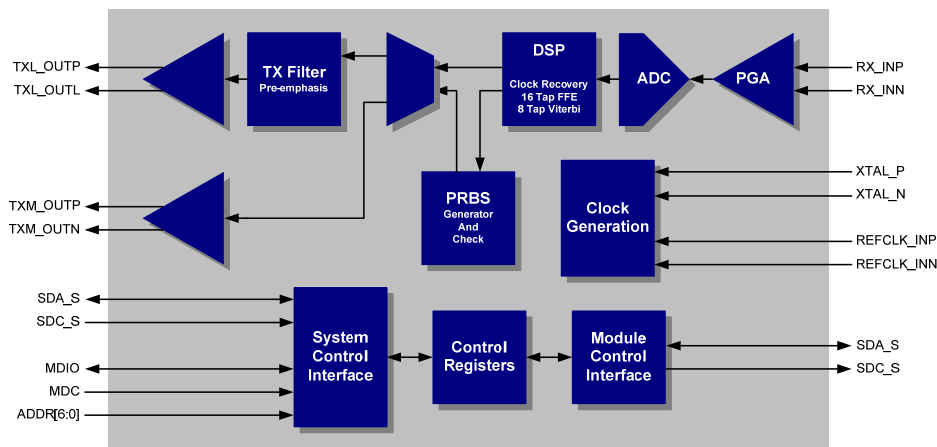 TXL_OUTP
TXL_OUTL
TX Filter
Pre-emphasis
DSP
Clock Recovery
16 Tap FFE
8 Tap Viterbi
ADC
PGA
RX_INP
RX_INN
TXM_OUTP
TXM_OUTN
PRBS
Generator
And
Check
Clock
Generation
XTAL_P
XTAL_N
REFCLK_INP
REFCLK_INN
SDA_S
SDC_S
MDIO
MDC
ADDR[6:0]
System
Control
Interface
Control
Registers
Module
Control
Interface
SDA_S
SDC_S